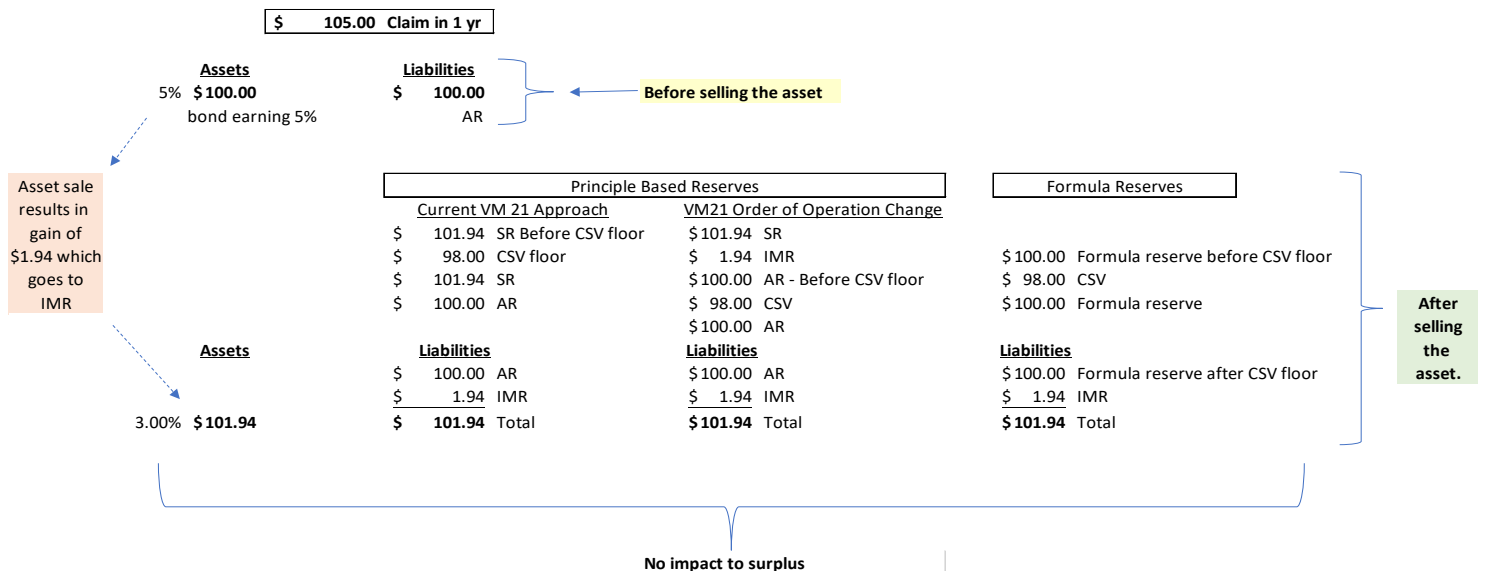 $ 105.00 Claim in 1 yr
Assets Liabilities
5% $100.00 $ 100.00 Before selling the asset
bond earning 5% AR
Asset sale
results in
gain of
$1.94 which
goes to
IMR
Principle Based Reserves Formula Reserves
Current VM 21 Approach VM21 Order of Operation Change
$ 101.94 SR Before CSV floor $101.94 SR
$ 98.00 CSV floor $ 1.94 IMR $100.00 Formula reserve before CSV floor
$ 101.94 SR $100.00 AR - Before CSV floor $ 98.00 CSV
$ 100.00 AR $ 98.00 CSV $100.00 Formula reserve
$100.00 AR
After
selling
the
asset.
Assets Liabilities Liabilities Liabilities
$ 100.00 AR $100.00 AR $100.00 Formula reserve after CSV floor
$ 1.94 IMR $ 1.94 IMR $ 1.94 IMR
3.00% $101.94 $ 101.94 Total $101.94 Total $101.94 Total
No impact to surplus